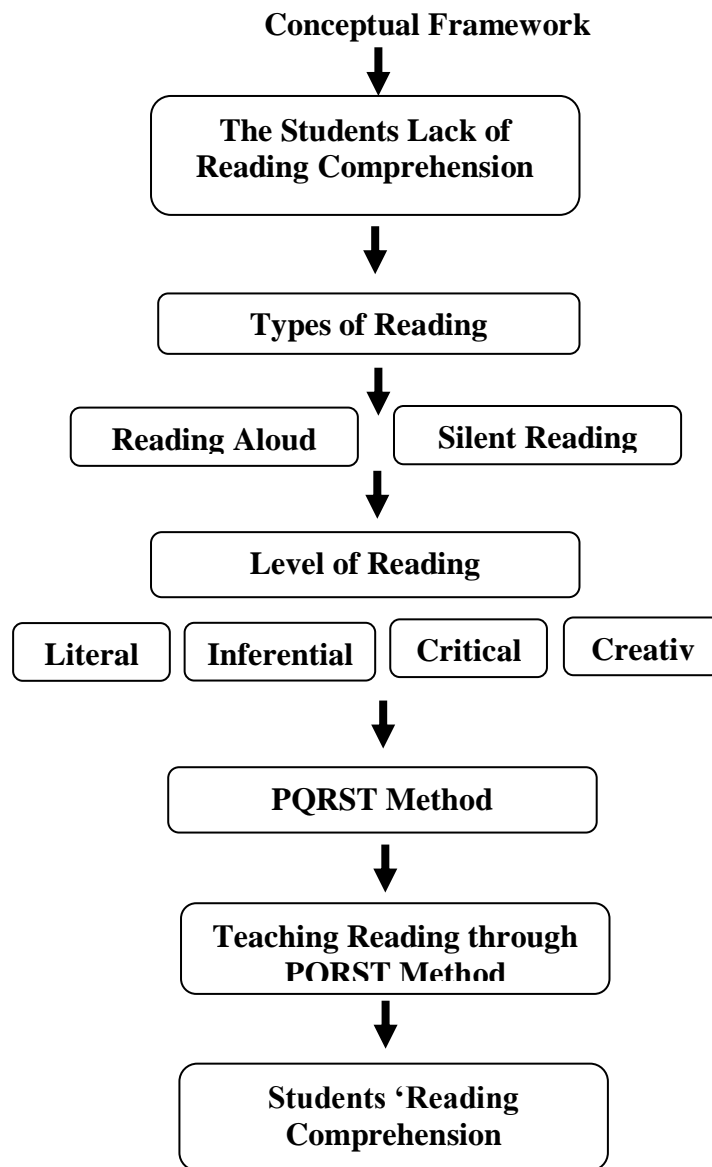 Conceptual Framework
The Students Lack of
Reading Comprehension
Types of Reading
Reading Aloud
Silent Reading
Level of Reading
Literal
Inferential
Critical
Creativ
PQRST Method
Teaching Reading through
PQRST Method
Students ‘Reading
Comprehension